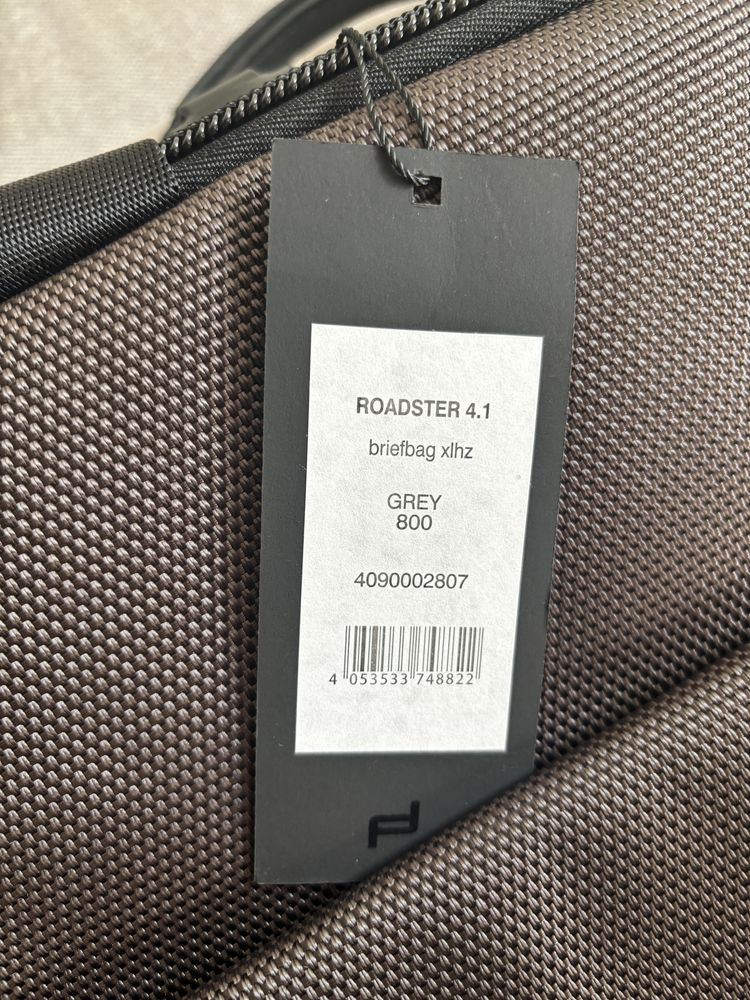 ROADSTER 4.1
briefbag xlhz
GREY
800
4090002807
4 053533 748822